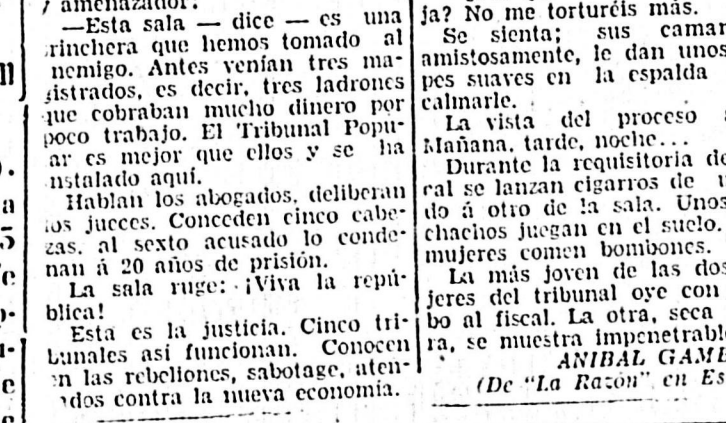 y amenazador.
—Esta sala — dice — es una
rinchera que hemos tomado al
nemigo. Antes venían tres ma-
gistrados, es decir, tres ladrones
que cobraban mucho dinero por
poco trabajo. El Tribunal Popu-
ar es mejor que ellos y se ha
nstalado aquí.
Hablan los abogados, deliberan
los jueces. Conceden cinco cabe-
zas, al sexto acusado lo conde-
nan á 20 años de prisión.
La sala ruge: ¡Viva la repú-
blica!
Esta es la justicia. Cinco tri-
bunales asi funcionan. Conocen
en las rebeliones, sabotage, aten-
dos contra la nueva economía.
ja? No me torturéis más.
Se sienta; sus camar
amistosamente, le dan unos
pes suaves en la espalda
calmarle.
La vista del proceso
Mañana, tarde, noche...
Durante la requisitoria de
cal se lanzan cigarros de
do á otro de la sala. Unos
chachos juegan en el suelo.
mujeres comen bombones.
La más joven de las dos
jeres del tribunal oye con
bo al fiscal. La otra, seca
ra, se muestra impenetrable
ANIBAL GAME
(De "La Razón" en Es